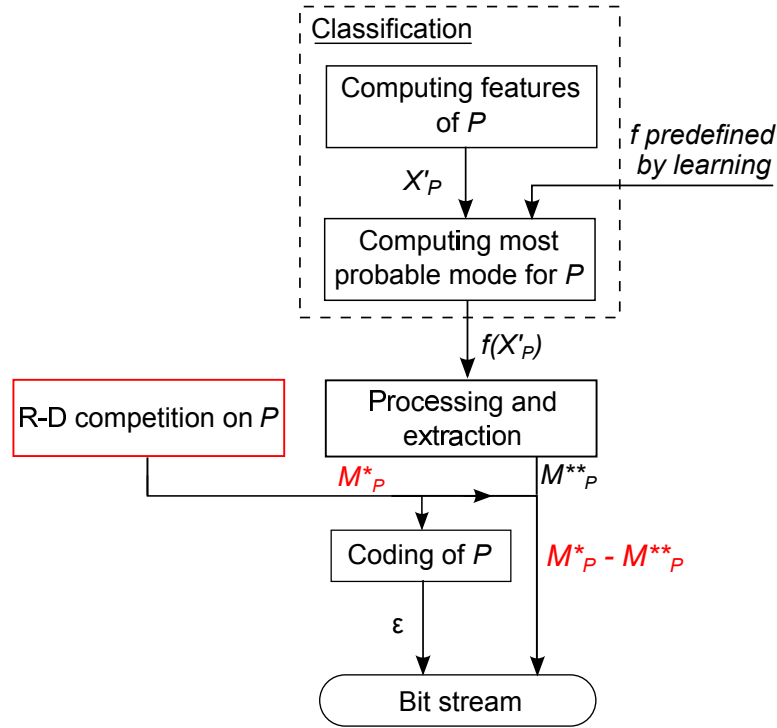 Classification
Computing features
of P
f predefined
by learning
X'P
Computing most
probable mode for P
f(X'P)
R-D competition on P
Processing and
extraction
M*P
M**P
Coding of P
M*P - M**P
ε
Bit stream